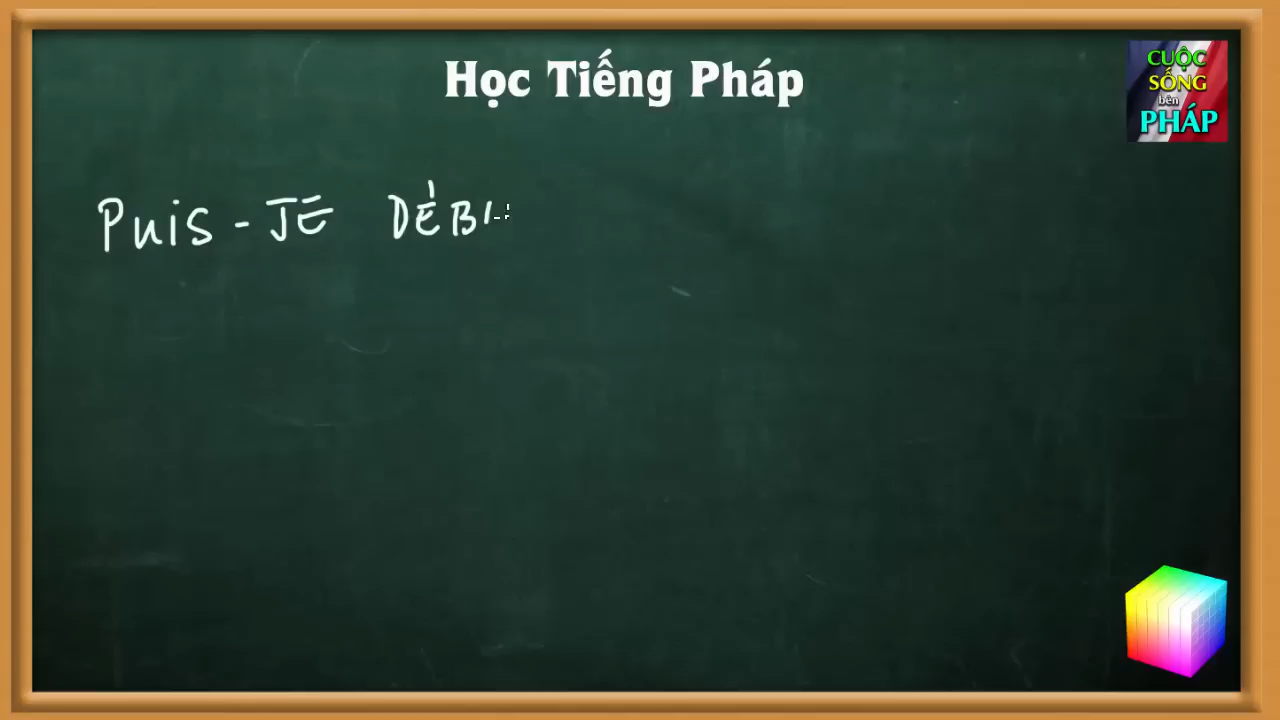 Học Tiếng Pháp
CUỘC
SỐNG
bên
PHÁP
PUIS-JE